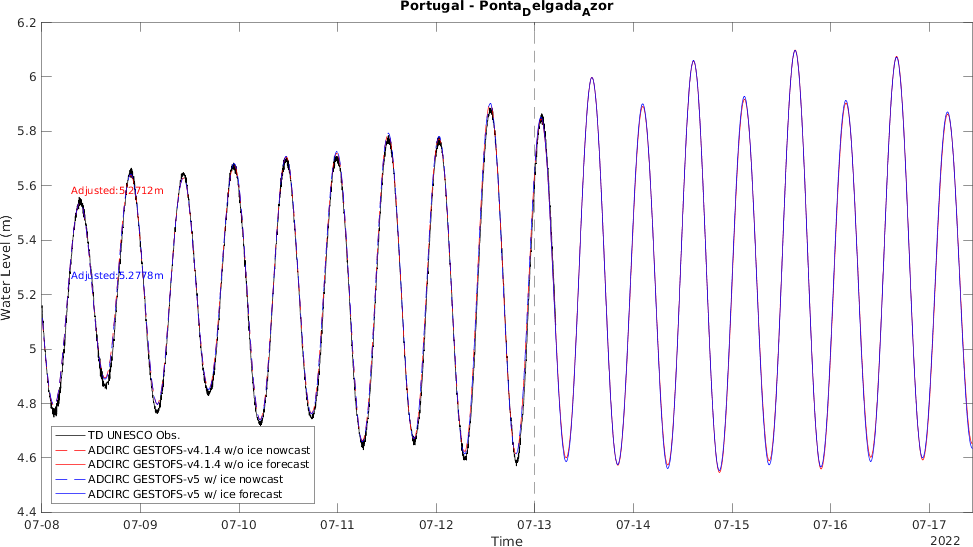 Portugal - PontaDelgadaAzor
6.2
6
5.8
5.6
5.4
5.2
5
4.8
4.6
4.4
Water Level (m)
Adjusted:5.2712m
Adjusted:5.2778m
TD UNESCO Obs.
ADCIRC GESTOFS-v4.1.4 w/o ice nowcast
ADCIRC GESTOFS-v4.1.4 w/o ice forecast
ADCIRC GESTOFS-v5 w/ ice nowcast
ADCIRC GESTOFS-v5 w/ ice forecast
07-08 07-09 07-10 07-11 07-12 07-13 07-14 07-15 07-16 07-17
Time
2022